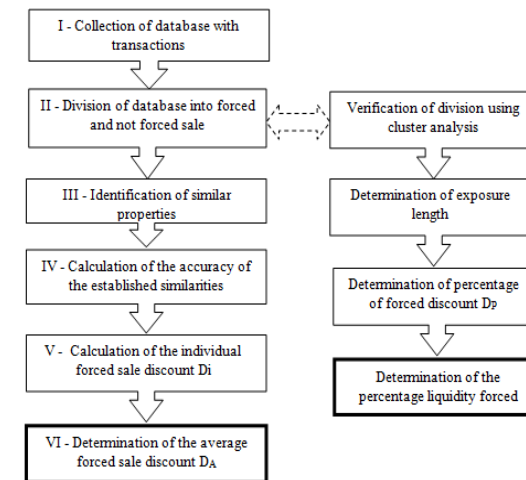 I - Collection of database with
transactions
II - Division of database into forced
and not forced sale
III - Identification of similar
properties
IV - Calculation of the accuracy of
the established similarities
V - Calculation of the individual
forced sale discount Di
VI - Determination of the average
forced sale discount DA
Verification of division using
cluster analysis
Determination of exposure
length
Determination of percentage
of forced discount DP
Determination of the
percentage liquidity forced